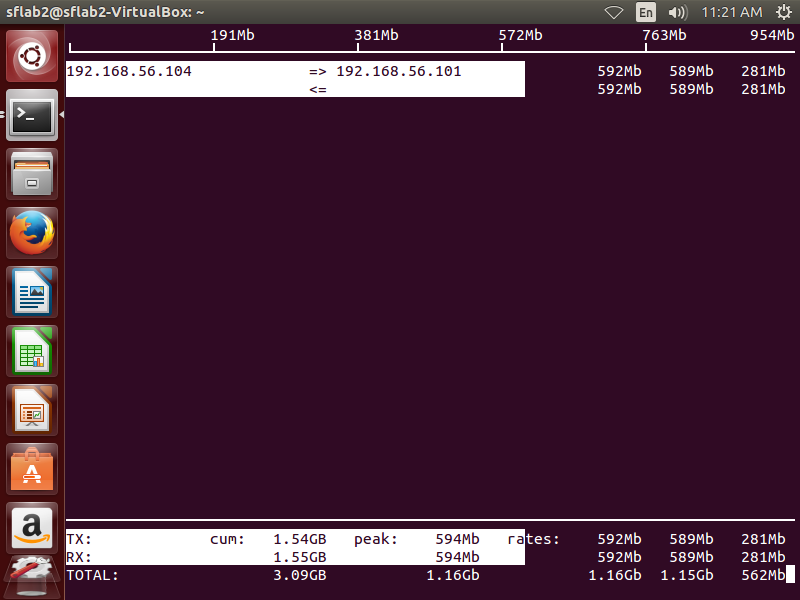 sflab2@sflab2-VirtualBox: ~ En 11:21 AM
191Mb 381Mb 572Mb 763Mb 954Mb
192.168.56.104 => 192.168.56.101 592Mb 589Mb 281Mb
<= 592Mb 589Mb 281Mb
TX: cum: 1.54GB peak: 594Mb rates: 592Mb 589Mb 281Mb
RX: 1.55GB 594Mb 592Mb 589Mb 281Mb
TOTAL: 3.09GB 1.16Gb 1.16Gb 1.15Gb 562Mb